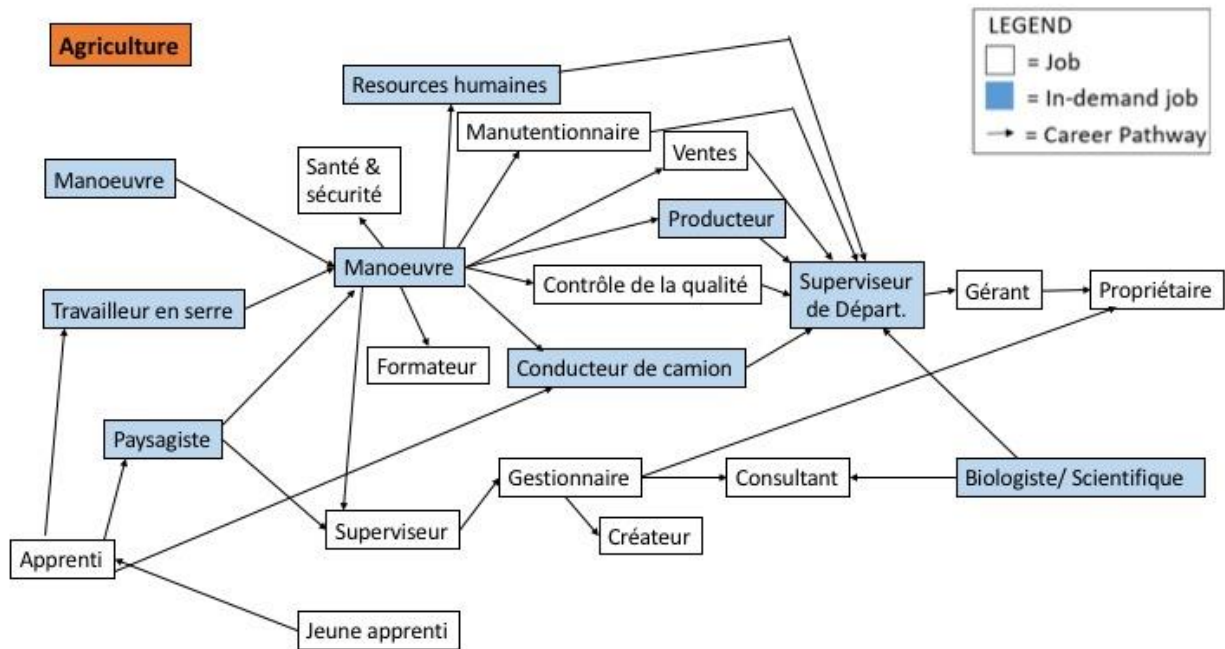 Agriculture
LEGEND
= Job
= In-demand job
= Career Pathway
Resources humaines
Manutentionnaire
Ventes
Santé &
sécurité
Manoeuvre
Producteur
Manoeuvre
Contrôle de la qualité
Superviseur
de Départ.
Gérant
Propriétaire
Travailleur en serre
Formateur
Conducteur de camion
Paysagiste
Gestionnaire
Consultant
Biologiste/ Scientifique
Superviseur
Créateur
Apprenti
Jeune apprenti